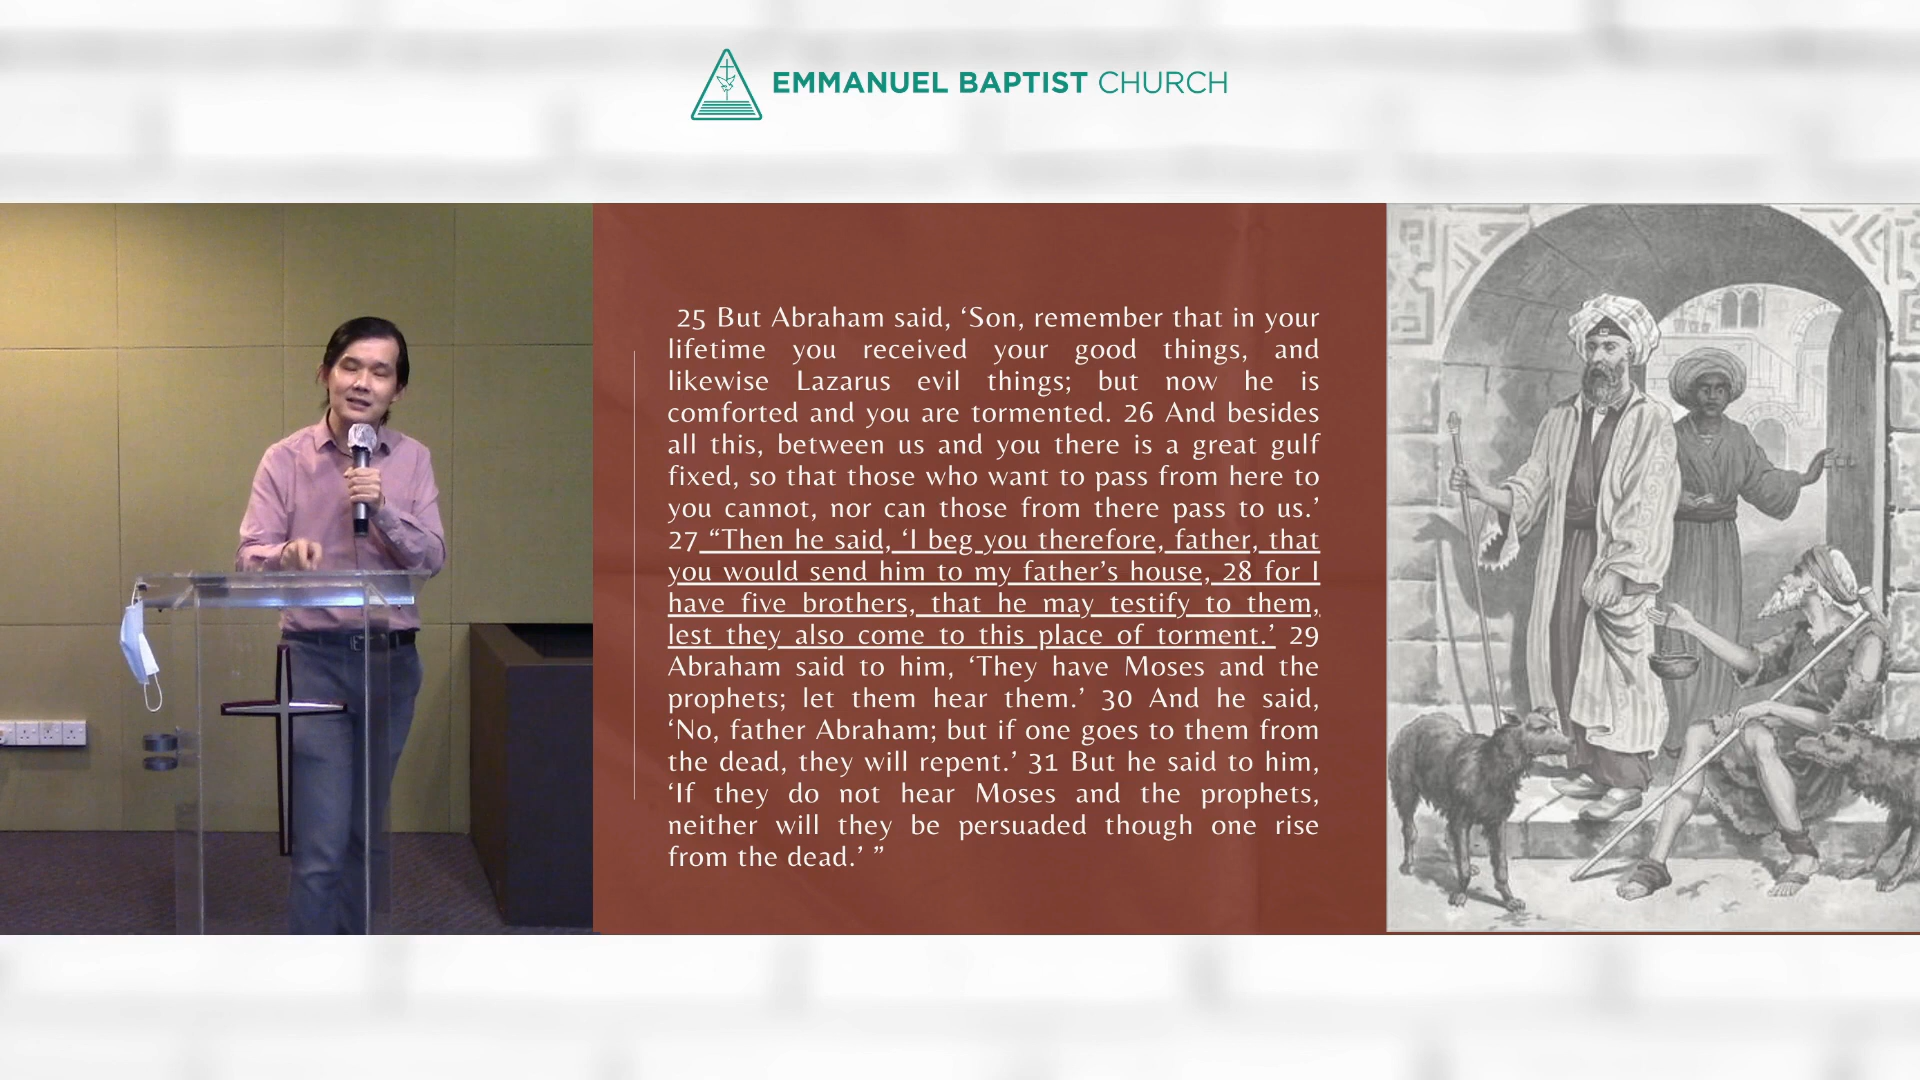 EMMANUEL BAPTIST CHURCH
25 But Abraham said, ‘Son, remember that in your
lifetime you received your good things, and
likewise Lazarus evil things; but now he is
comforted and you are tormented. 26 And besides
all this, between us and you there is a great gulf
fixed, so that those who want to pass from here to
you cannot, nor can those from there pass to us.’
27 “Then he said, ‘I beg you therefore, father, that
you would send him to my father’s house, 28 for I
have five brothers, that he may testify to them,
lest they also come to this place of torment.’ 29
Abraham said to him, ‘They have Moses and the
prophets; let them hear them.’ 30 And he said,
‘No, father Abraham; but if one goes to them from
the dead, they will repent.’ 31 But he said to him,
‘If they do not hear Moses and the prophets,
neither will they be persuaded though one rise
from the dead.’ ”